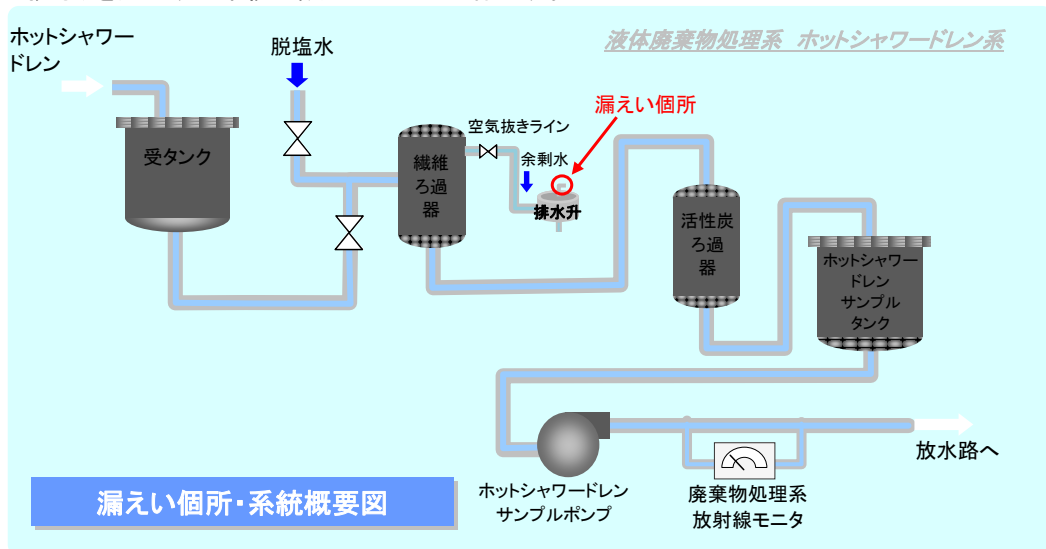 ホットシャワー
ドレン
脱塩水
液体廃棄物処理系 ホットシャワードレン系
漏えい個所
空気抜きライン
余剰水
排水升
受タンク
繊維
ろ過
器
活性炭
ろ過
器
ホットシャワー
ドレン
サンプル
タンク
放水路へ
ホットシャワードレン
サンプルポンプ
廃棄物処理系
放射線モニタ
漏えい個所・系統概要図